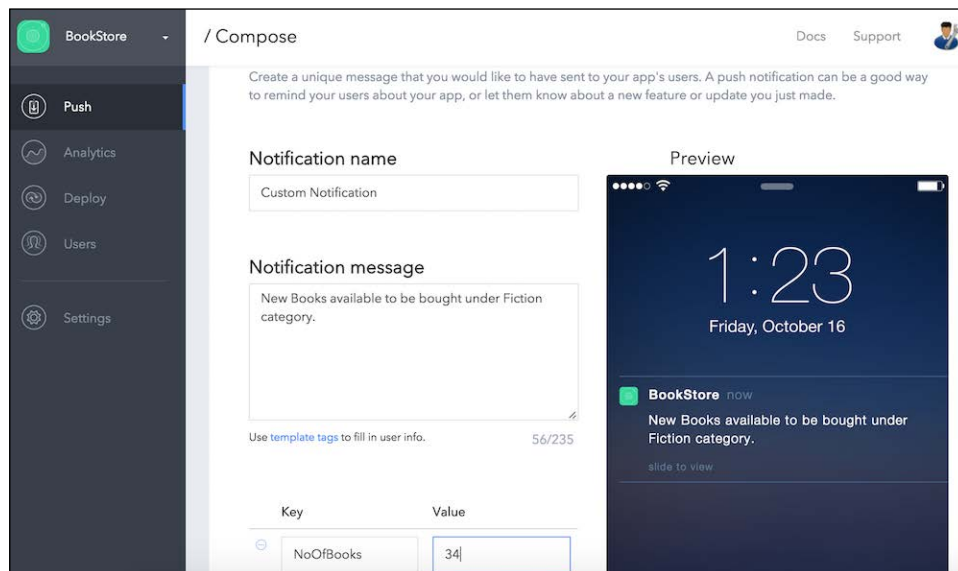 BookStore
/ Compose
Docs
Support
Push
Analytics
Deploy
Users
Settings
Create a unique message that you would like to have sent to your app's users. A push notification can be a good way
to remind your users about your app, or let them know about a new feature or update you just made.
Notification name
Custom Notification
Notification message
New Books available to be bought under Fiction
category.
Use template tags to fill in user info.
56/235
Key
Value
NoOfBooks
34
Preview
1:23
Friday, October 16
BookStore now
New Books available to be bought under
Fiction category.
slide to view